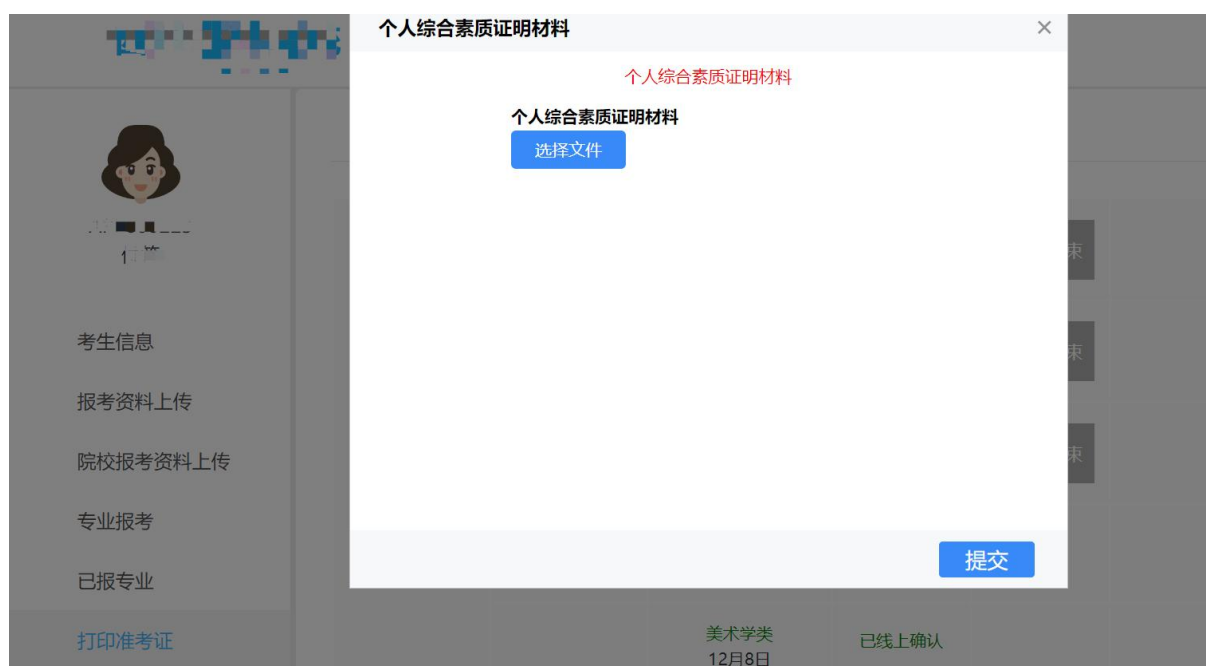 个人综合素质证明材料
×
个人综合素质证明材料
个人综合素质证明材料
选择文件
束
考生信息
束
报考资料上传
院校报考资料上传
束
专业报考
提交
已报专业
打印准考证
美术学类
已线上确认
12月8日